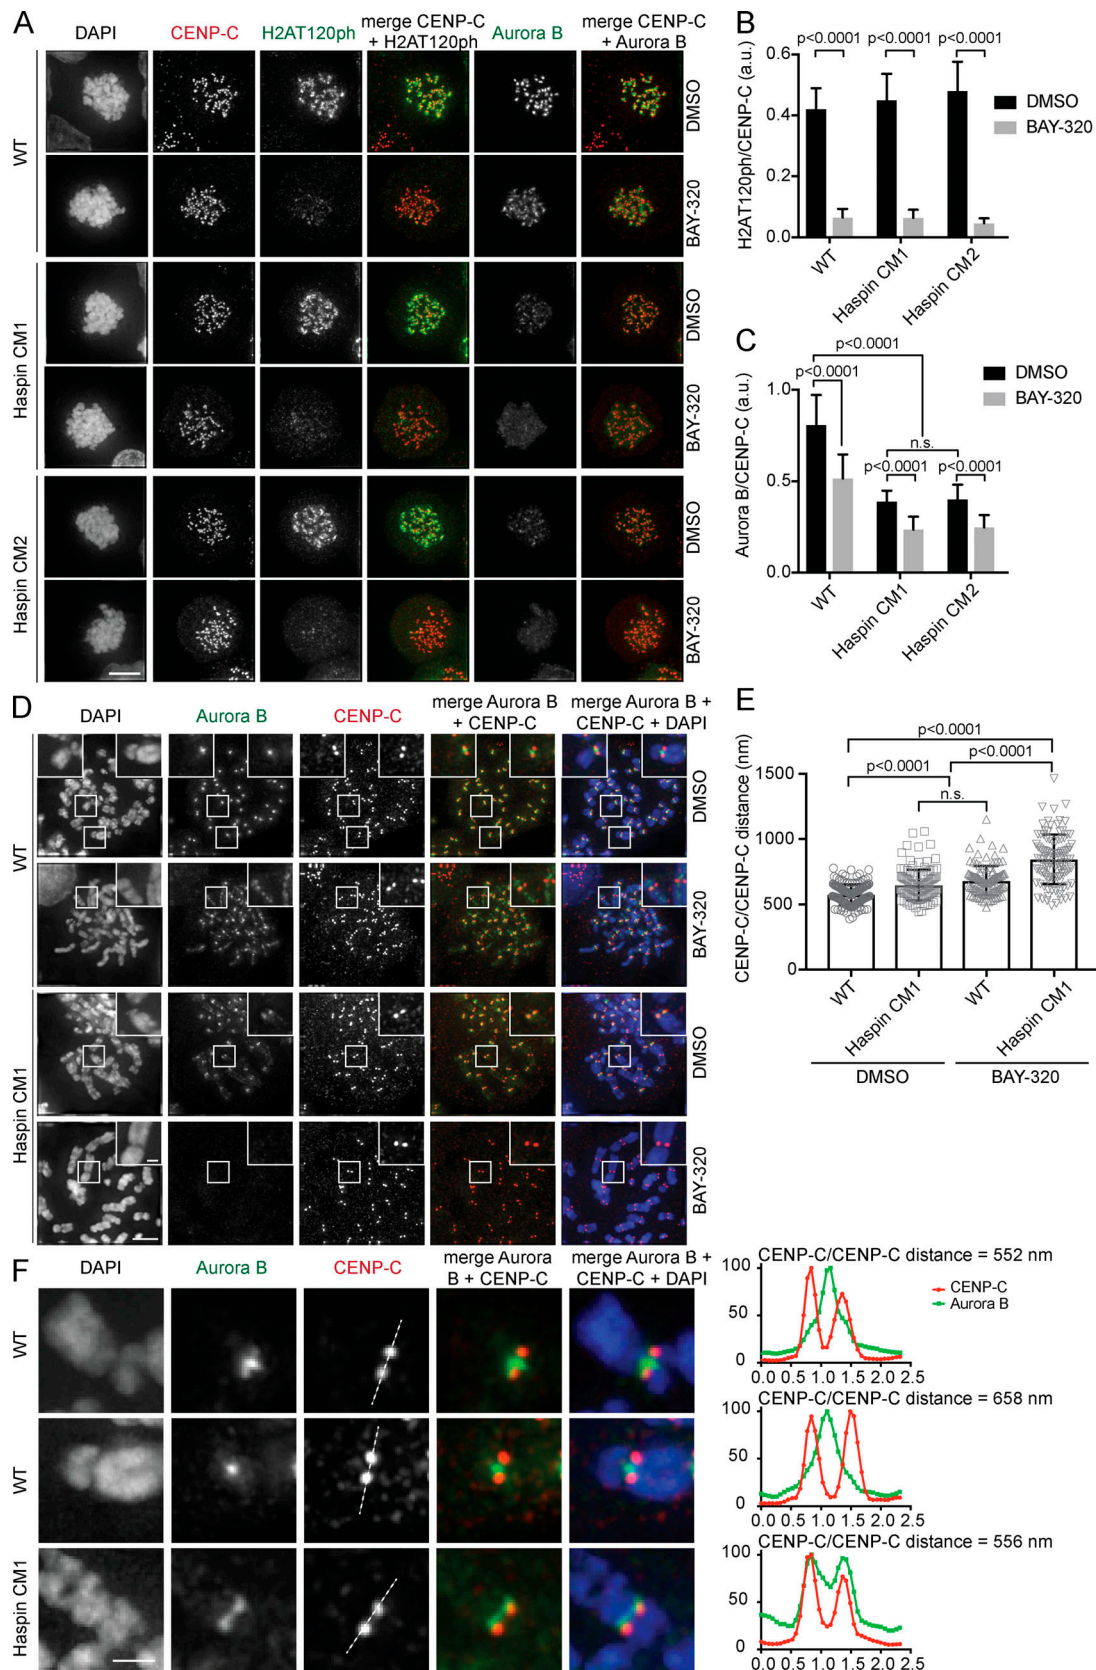 A
DAPI
CENP-C
H2AT120ph
merge CENP-C
+ H2AT120ph
Aurora B
merge CENP-C
+ Aurora B
WT
DMSO
BAY-320
Haspin CM1
DMSO
BAY-320
Haspin CM2
DMSO
BAY-320
B
H2AT120ph/CENP-C (a.u.)
p<0.0001 p<0.0001 p<0.0001
0.6
0.4
0.2
0.0
DMSO
BAY-320
WT
Haspin CM1
Haspin CM2
C
Aurora B/CENP-C (a.u.)
p<0.0001
p<0.0001
n.s.
p<0.0001 p<0.0001
1.0
0.5
0.0
DMSO
BAY-320
WT
Haspin CM1
Haspin CM2
D
DAPI
Aurora B
CENP-C
merge Aurora B
+ CENP-C
merge Aurora B +
CENP-C + DAPI
WT
DMSO
BAY-320
Haspin CM1
DMSO
BAY-320
E
CENP-C/CENP-C distance (nm)
p<0.0001
p<0.0001
p<0.0001
n.s.
1500
1000
500
0
WT
Haspin CM1
WT
Haspin CM1
DMSO
BAY-320
F
DAPI
Aurora B
CENP-C
merge Aurora
B + CENP-C
merge Aurora B +
CENP-C + DAPI
WT
WT
Haspin CM1
CENP-C/CENP-C distance = 552 nm
100
50
100
CENP-C
Aurora B
0.0 0.5 1.0 1.5 2.0 2.5
CENP-C/CENP-C distance = 658 nm
100
50
0
0.0 0.5 1.0 1.5 2.0 2.5
CENP-C/CENP-C distance = 556 nm
100
50
0
0.0 0.5 1.0 1.5 2.0 2.5